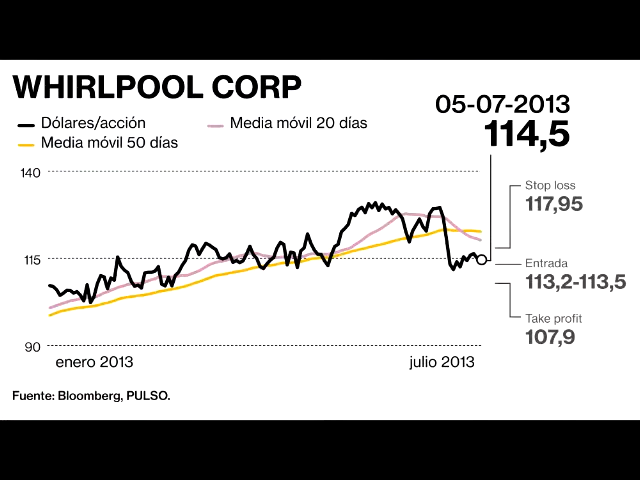 WHIRLPOOL CORP
05-07-2013
114,5
Dólares/acción
Media móvil 20 días
Media móvil 50 días
140
115
90
Stop loss
117,95
Entrada
113,2-113,5
Take profit
107,9
enero 2013
julio 2013
Fuente: Bloomberg, PULSO.